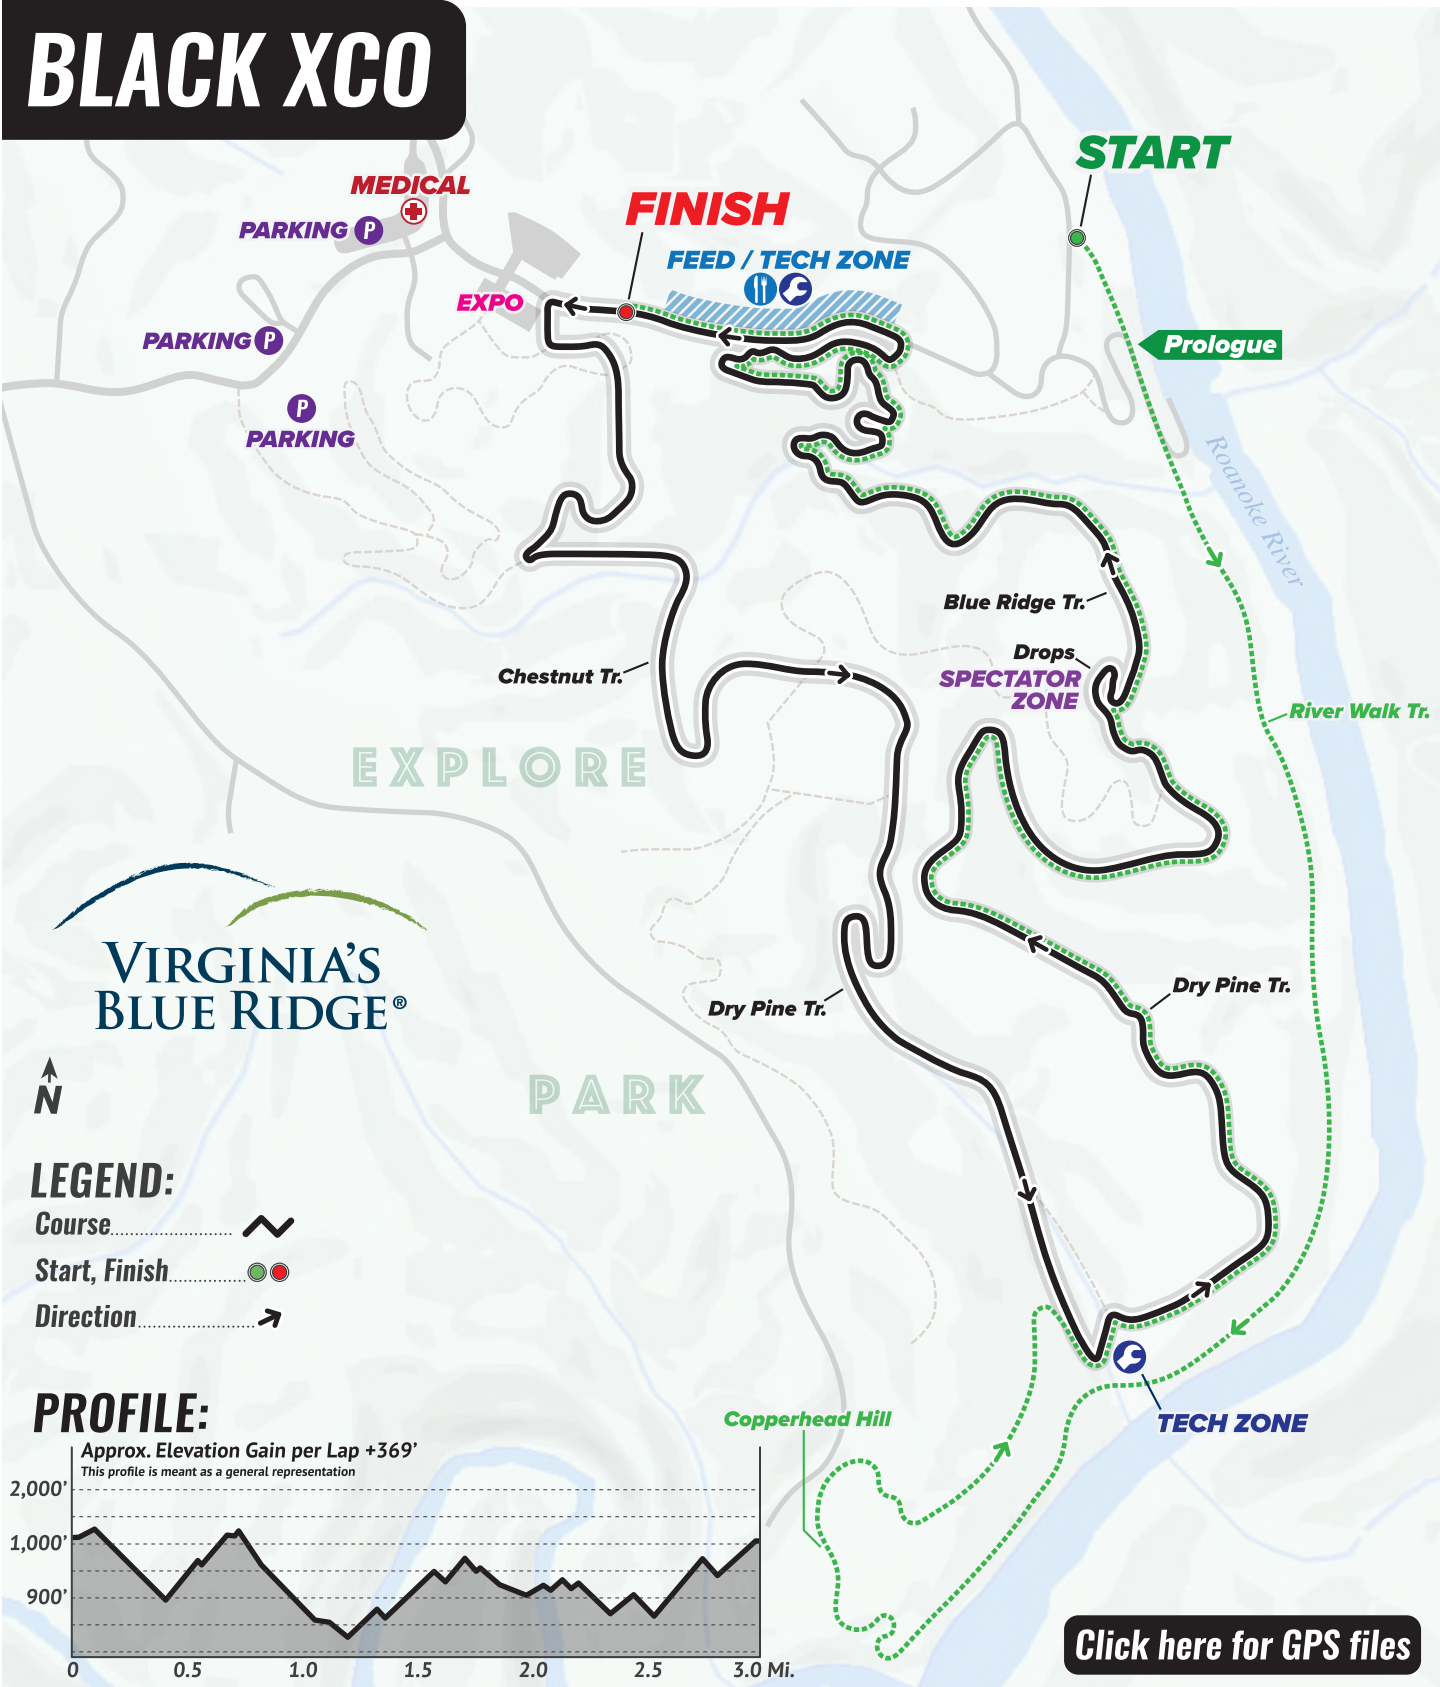 BLACK XCO
START
MEDICAL
PARKING P
FINISH
FEED / TECH ZONE
EXPO
PARKING P
Prologue
P
PARKING
Roanoke River
Blue Ridge Tr.
Drops
SPECTATOR
ZONE
Chestnut Tr.
River Walk Tr.
EXPLORE
VIRGINIA'S
BLUE RIDGE®
Dry Pine Tr.
Dry Pine Tr.
PARK
N
LEGEND:
Course
Start, Finish
Direction
TECH ZONE
Copperhead Hill
PROFILE:
Approx. Elevation Gain per Lap +369'
This profile is meant as a general representation
2,000'
1,000'
900'
0 0.5 1.0 1.5 2.0 2.5 3.0 Mi.
Click here for GPS files